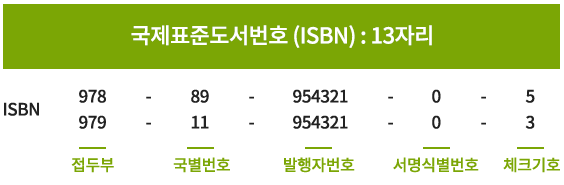 국제표준도서번호 (ISBN) : 13자리
ISBN
978 - 89 - 954321 - 0 - 5
979 - 11 - 954321 - 0 - 3
접두부 국별번호 발행자번호 서명식별번호 체크기호